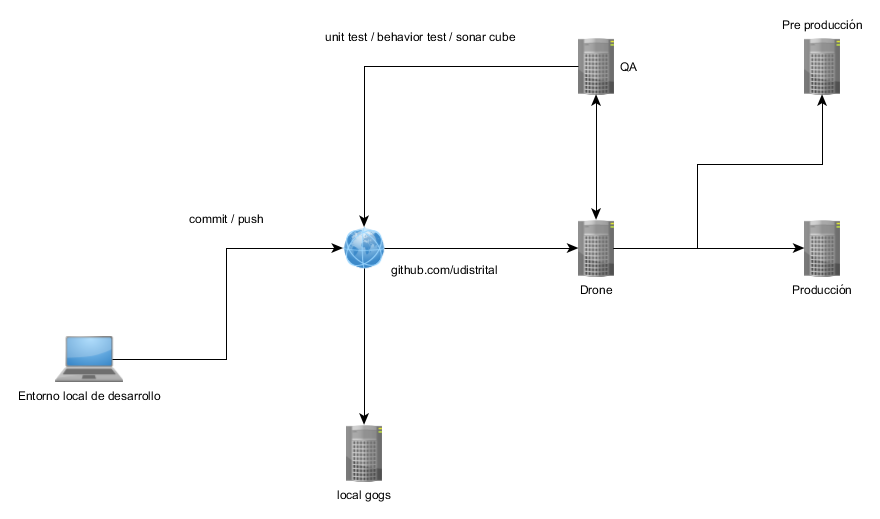 Pre producción
unit test / behavior test / sonar cube
QA
commit / push
github.com/udistrital
Drone
Producción
Entorno local de desarrollo
local gogs